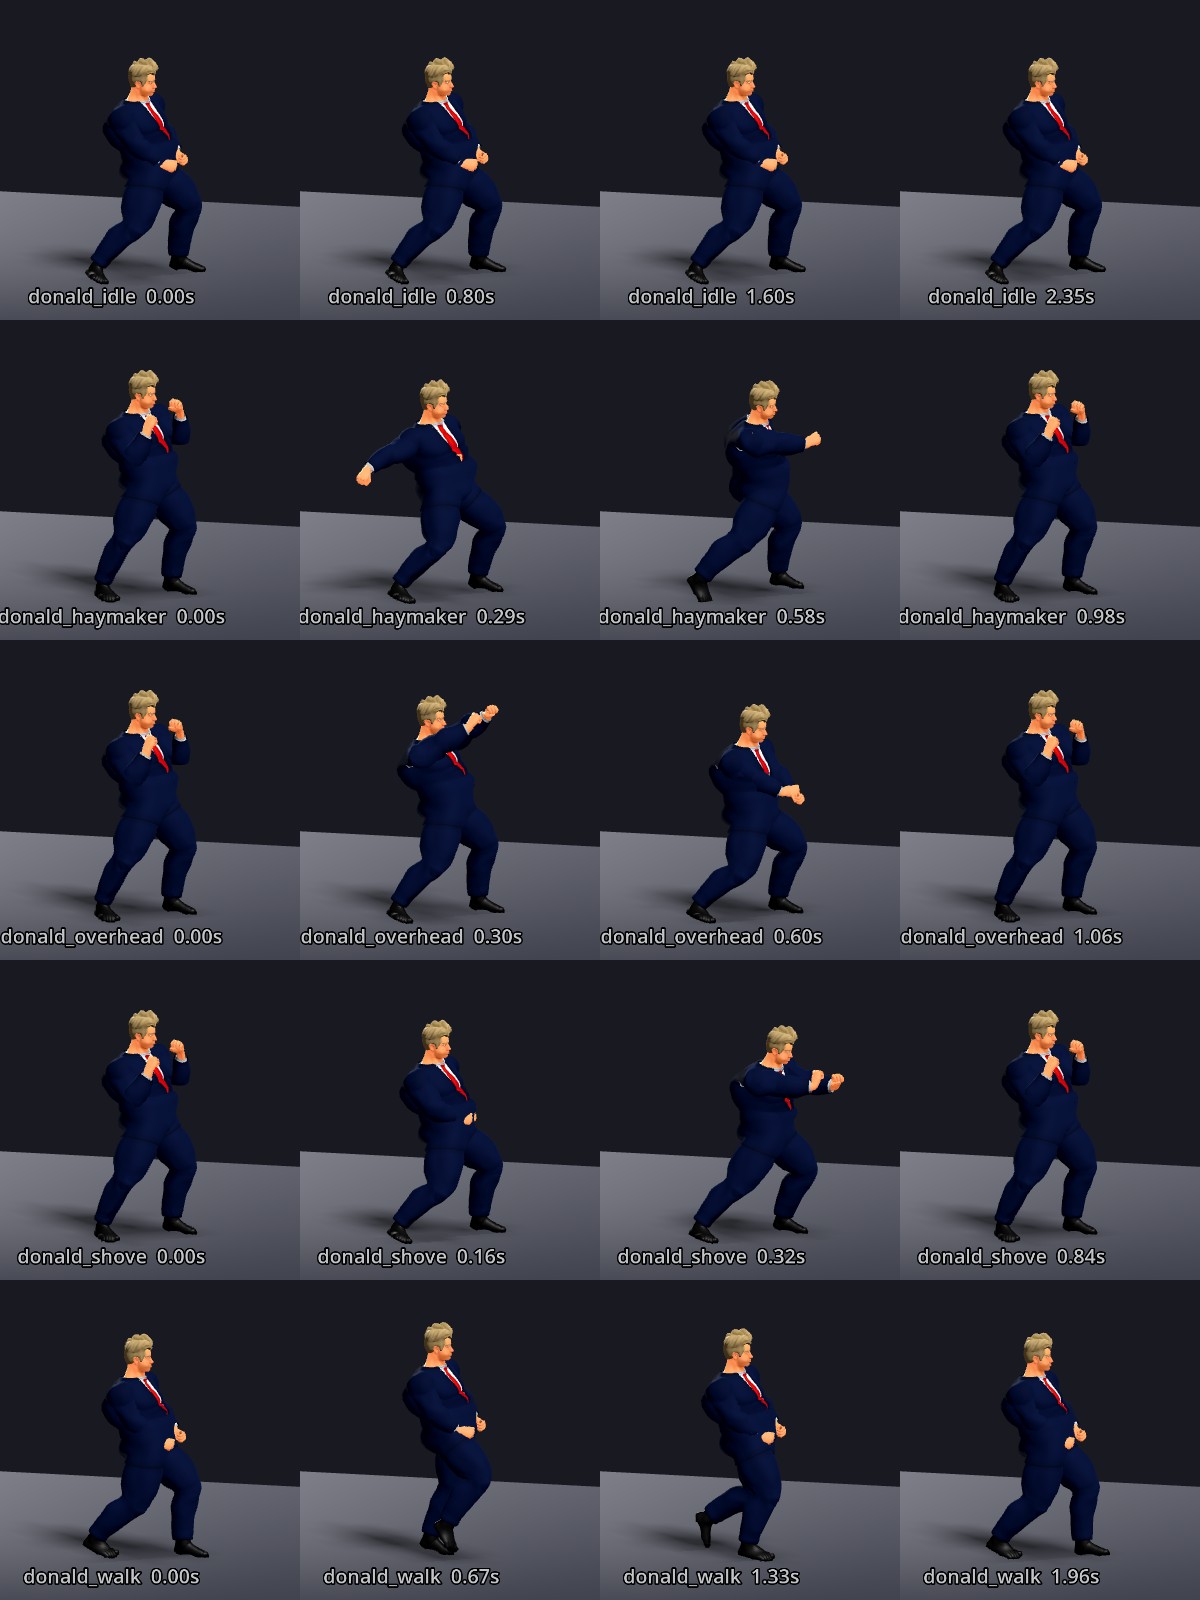 donald_idle 0.00s
donald_idle 0.80s
donald_idle 1.60s
donald_idle 2.35s
donald_haymaker 0.00s
donald_haymaker 0.29s
donald_haymaker 0.58s
donald_haymaker 0.98s
donald_overhead 0.00s
donald_overhead 0.30s
donald_overhead 0.60s
donald_overhead 1.06s
donald_shove 0.00s
donald_shove 0.16s
donald_shove 0.32s
donald_shove 0.84s
donald_walk 0.00s
donald_walk 0.67s
donald_walk 1.33s
donald_walk 1.96s